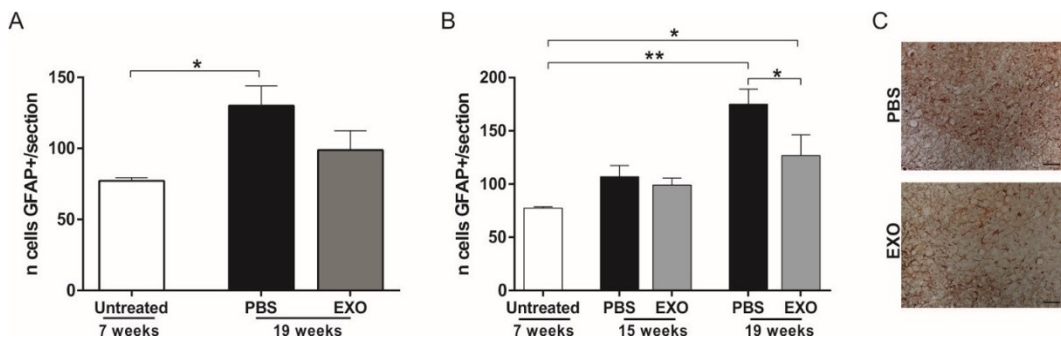 A
n cells GFAP+/section
150
100
50
0
*
Untreated
PBS
EXO
7 weeks
19 weeks
B
n cells GFAP+/section
200
150
100
50
0
*
**
*
Untreated
PBS EXO
PBS EXO
7 weeks
15 weeks
19 weeks
C
PBS
EXO